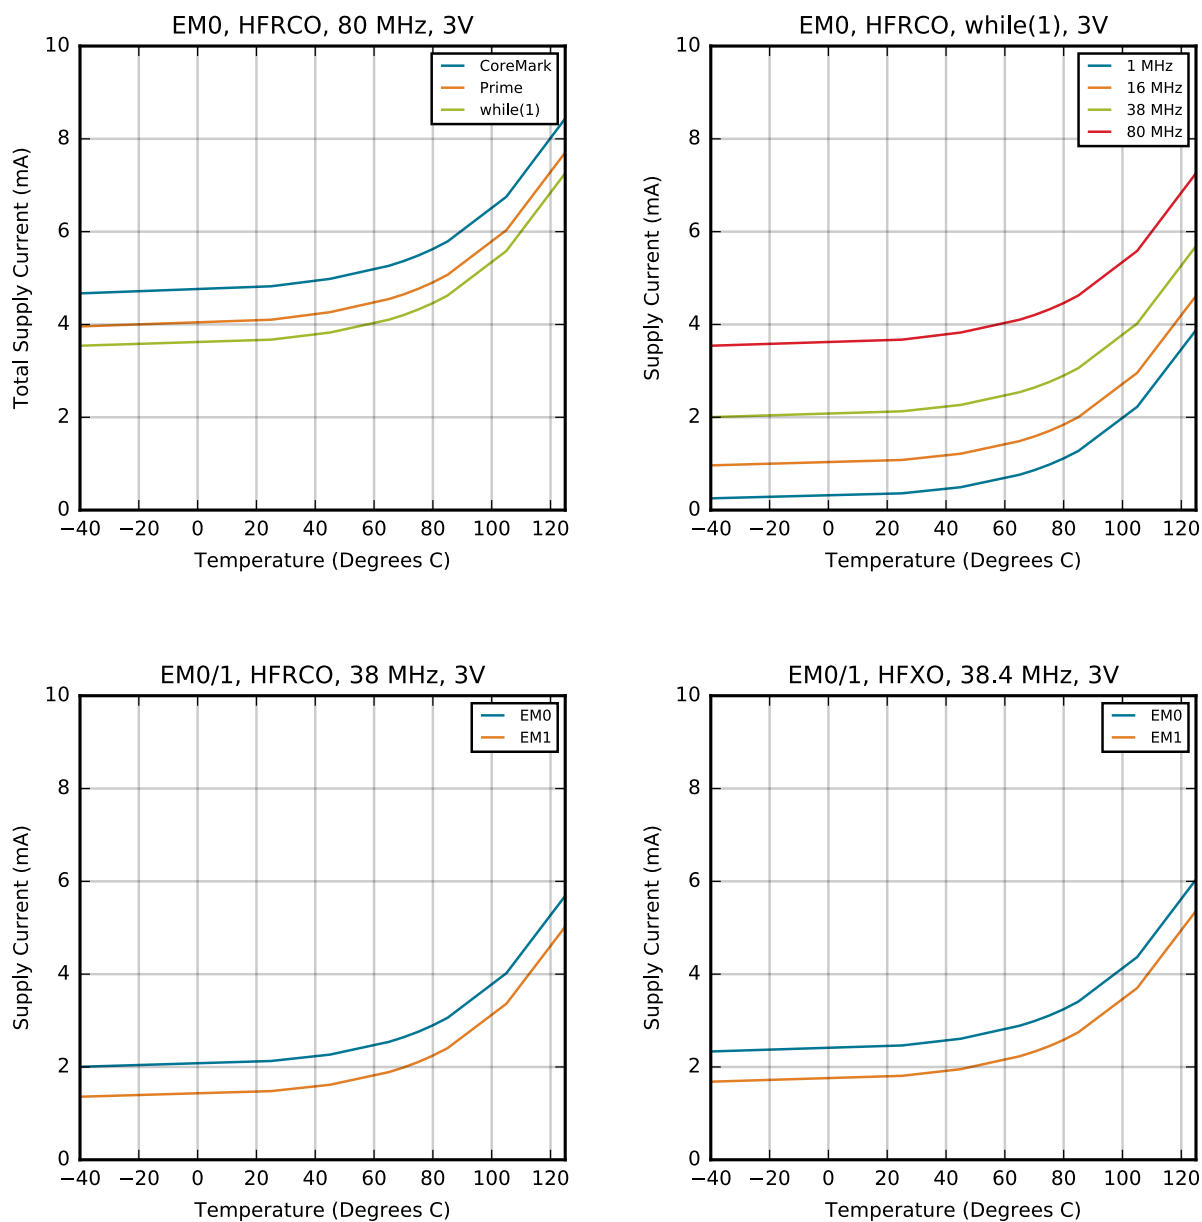 EM0, HFRCO, 80 MHz, 3V
10
8
6
4
2
0
Total Supply Current (mA)
CoreMark
Prime
while(1)
−40 −20 0 20 40 60 80 100 120
Temperature (Degrees C)
EM0, HFRCO, while(1), 3V
10
8
6
4
2
0
Supply Current (mA)
1 MHz
16 MHz
38 MHz
80 MHz
−40 −20 0 20 40 60 80 100 120
Temperature (Degrees C)
EM0/1, HFRCO, 38 MHz, 3V
10
8
6
4
2
0
Supply Current (mA)
EM0
EM1
−40 −20 0 20 40 60 80 100 120
Temperature (Degrees C)
EM0/1, HFXO, 38.4 MHz, 3V
10
8
6
4
2
0
Supply Current (mA)
EM0
EM1
−40 −20 0 20 40 60 80 100 120
Temperature (Degrees C)